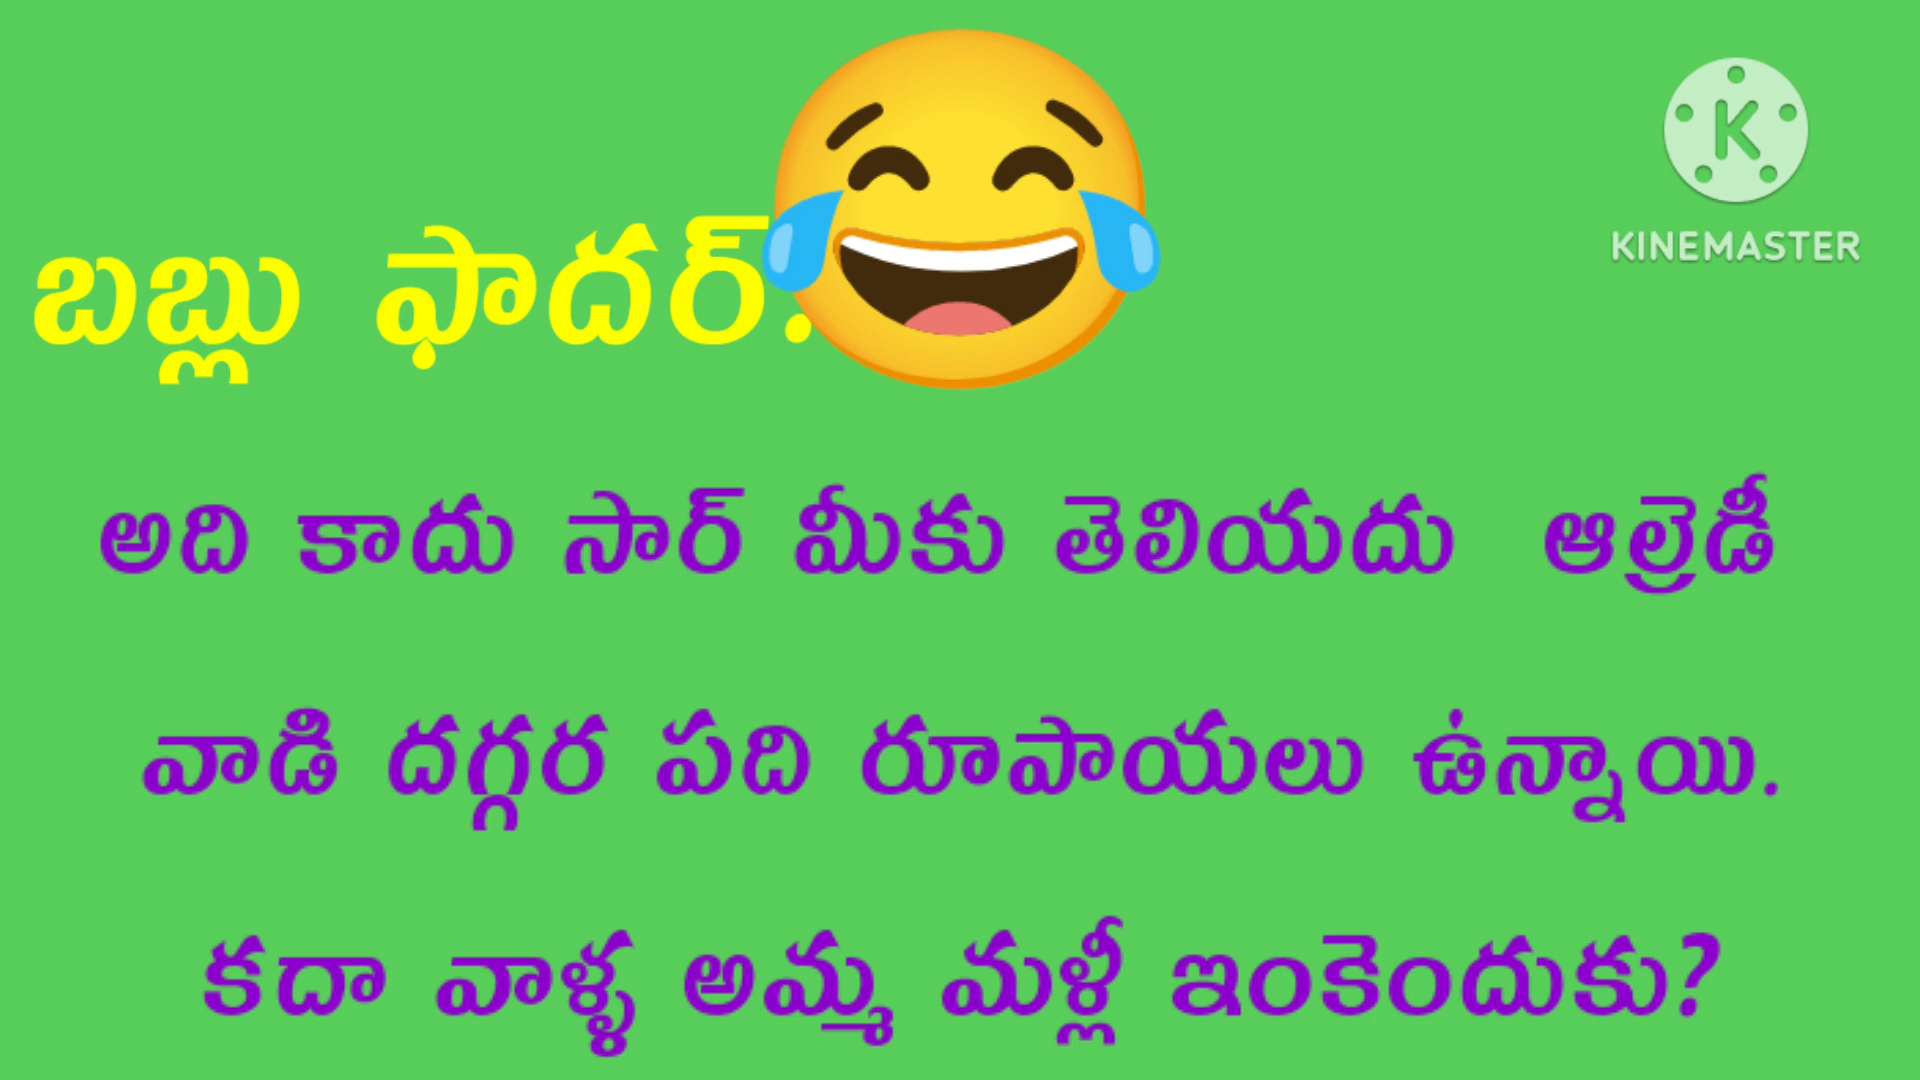 K
KINEMASTER
బబ్లు ఫాదర్.
అది కాదు సార్ మీకు తెలియదు ఆల్రెడీ
వాడి దగ్గర పది రూపాయలు ఉన్నాయి.
కదా వాళ్ళ అమ్మ మళ్లీ ఇంకెందుకు?